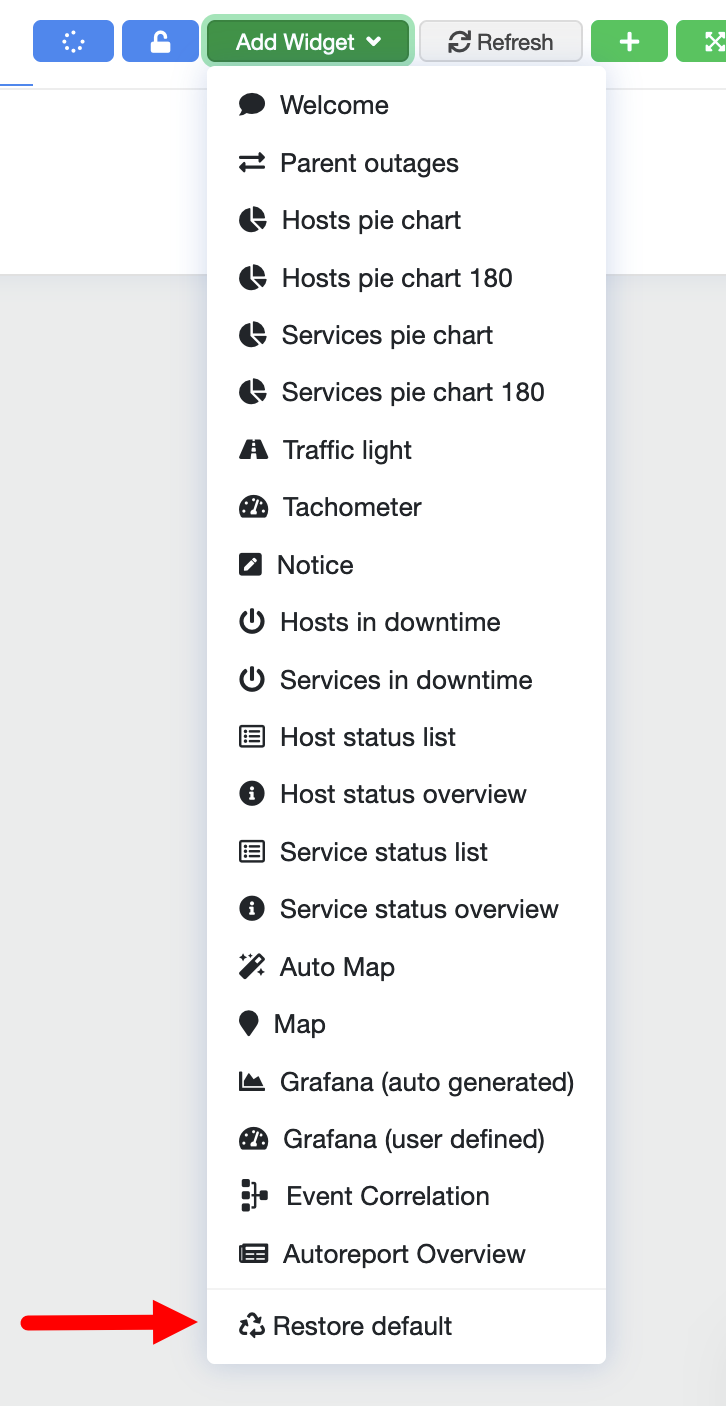 Add Widget
Refresh
Welcome
Parent outages
Hosts pie chart
Hosts pie chart 180
Services pie chart
Services pie chart 180
Traffic light
Tachometer
Notice
Hosts in downtime
Services in downtime
Host status list
Host status overview
Service status list
Service status overview
Auto Map
Map
Grafana (auto generated)
Grafana (user defined)
Event Correlation
Autoreport Overview
Restore default